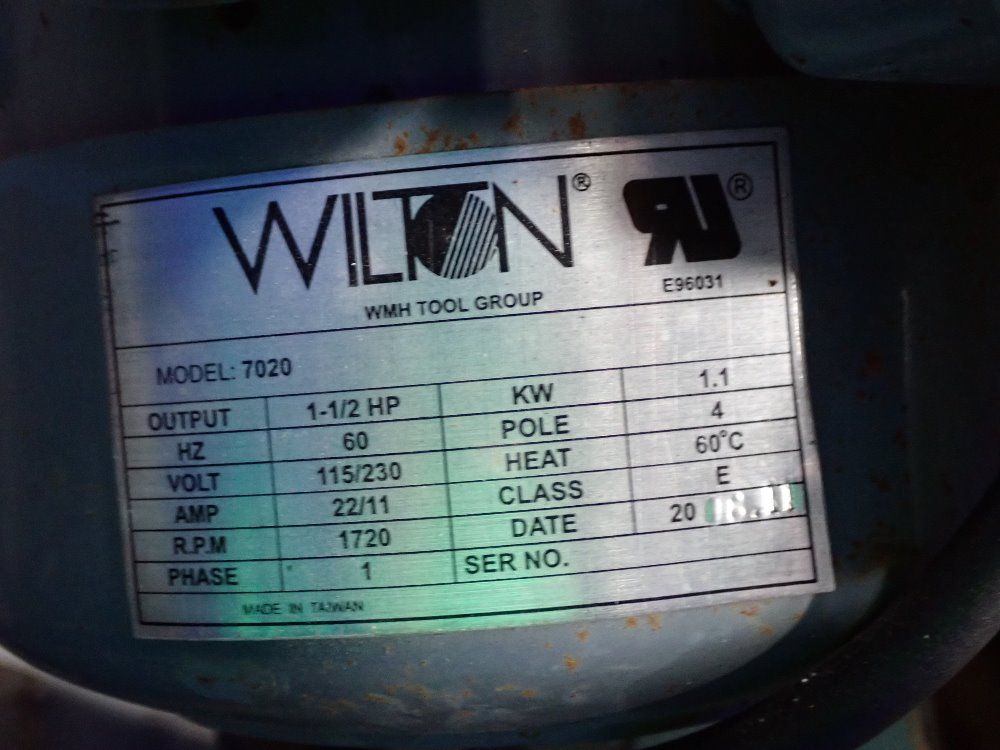 WILTON®
®
E96031
WMH TOOL GROUP
MODEL: 7020
OUTPUT 1-1/2 HP KW 1.1
HZ 60 POLE 4
VOLT 115/230 HEAT 60°C
AMP 22/11 CLASS E
R.P.M 1720 DATE 20 08.11
PHASE 1 SER NO.
MADE IN TAIWAN